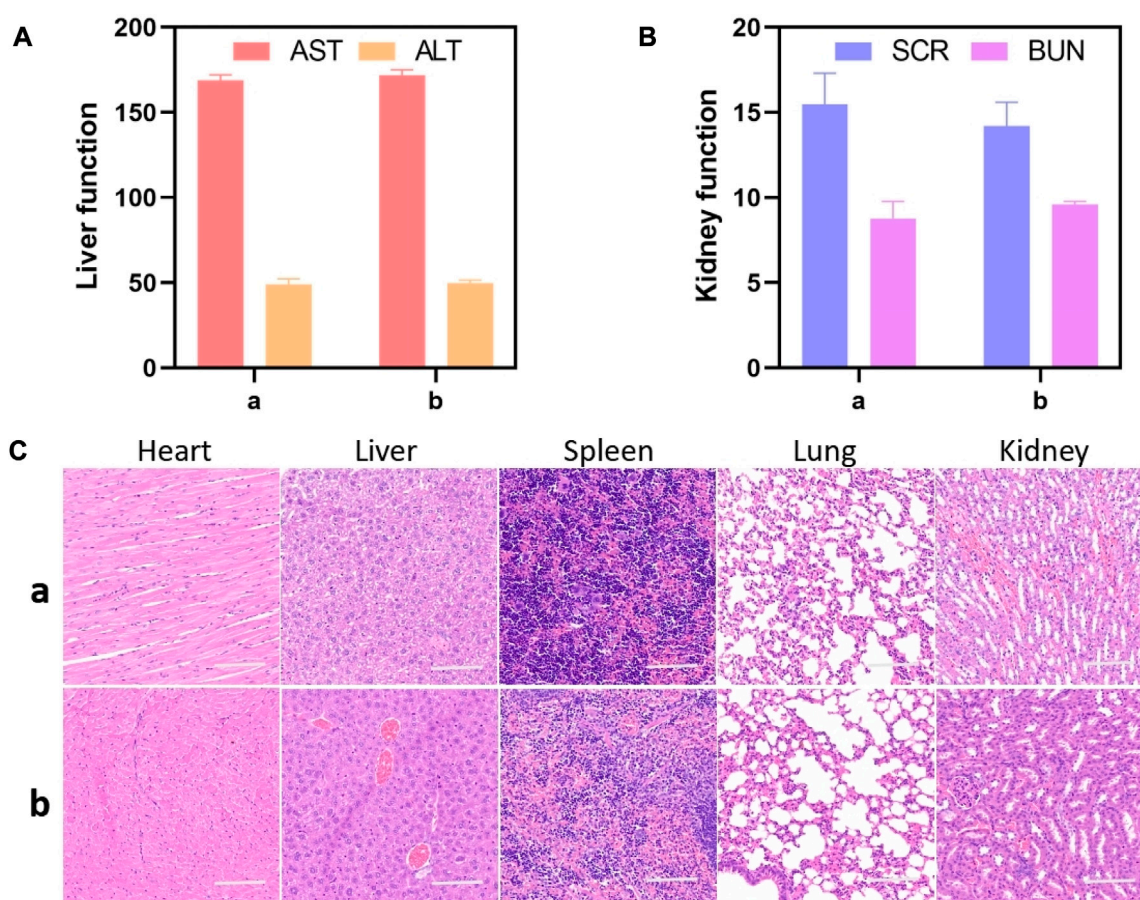 A
Liver function
200
150
100
50
0
AST ALT
a b
B
Kidney function
20
15
10
5
0
SCR BUN
a b
C
Heart Liver Spleen Lung Kidney
a
b